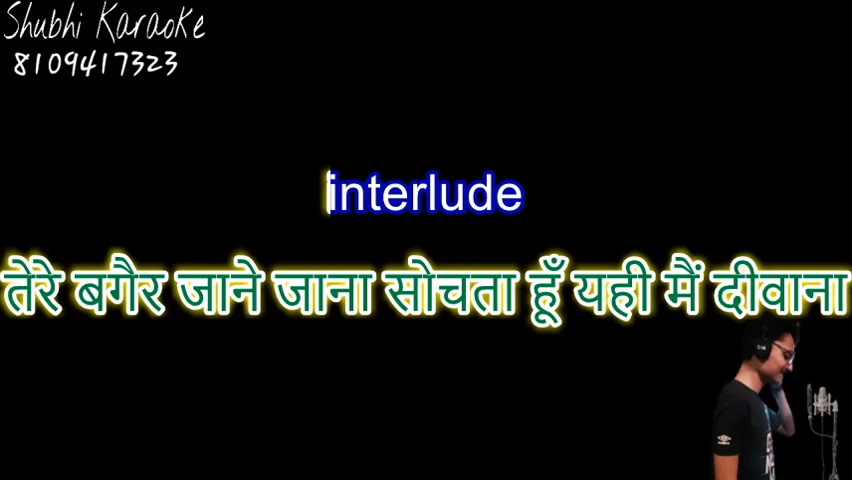 Shubhi Karaoke
8109417323
interlude
तेरे बगैर जाने जाना सोचता हूँ यही मैं दीवाना